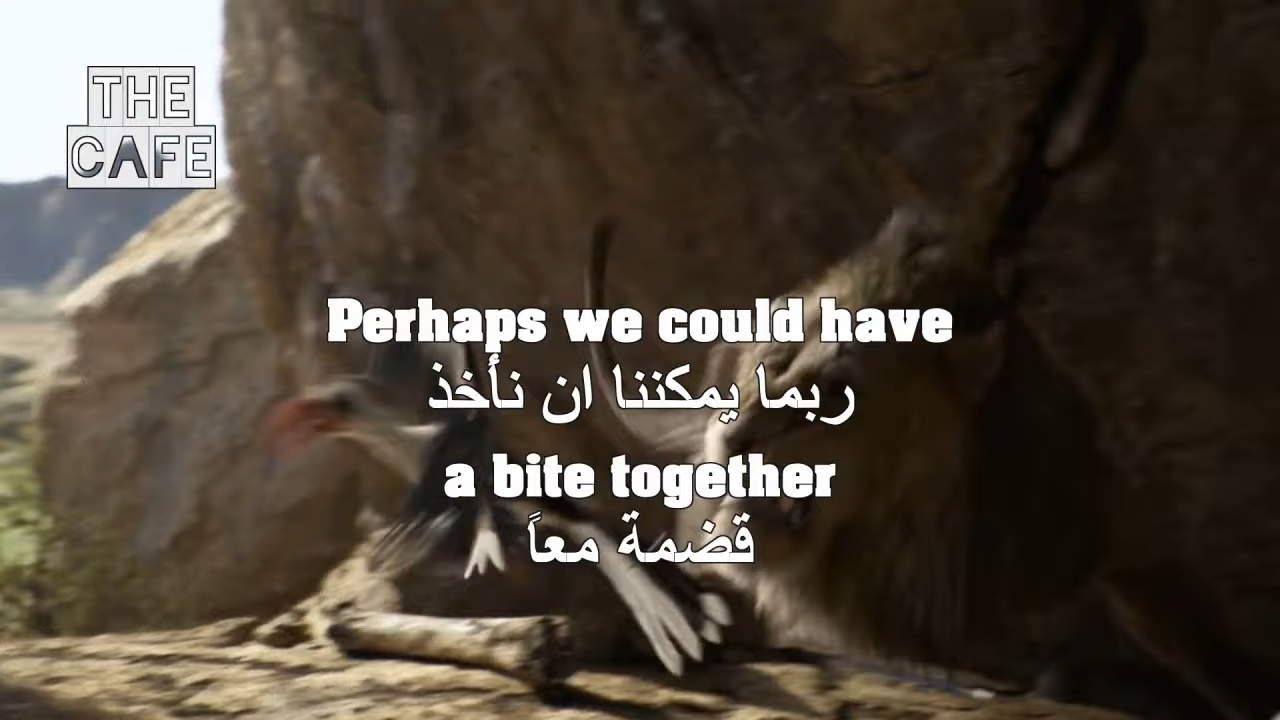 THE
CAFE
Perhaps we could have
ربما يمكننا ان نأخذ
a bite together
قضمة معاً